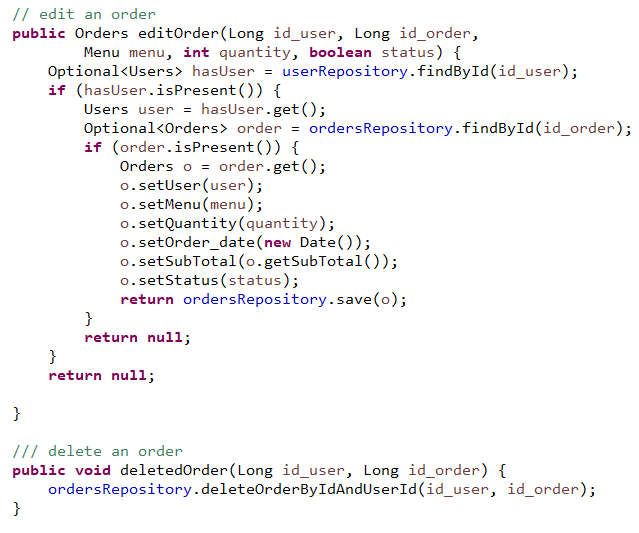 // edit an order
public Orders editOrder(Long id_user, Long id_order,
        Menu menu, int quantity, boolean status) {
    Optional<Users> hasUser = userRepository.findById(id_user);
    if (hasUser.isPresent()) {
        Users user = hasUser.get();
        Optional<Orders> order = ordersRepository.findById(id_order);
        if (order.isPresent()) {
            Orders o = order.get();
            o.setUser(user);
            o.setMenu(menu);
            o.setQuantity(quantity);
            o.setOrder_date(new Date());
            o.setSubTotal(o.getSubTotal());
            o.setStatus(status);
            return ordersRepository.save(o);
        }
        return null;
    }
    return null;

}

/// delete an order
public void deletedOrder(Long id_user, Long id_order) {
    ordersRepository.deleteOrderByIdAndUserId(id_user, id_order);
}